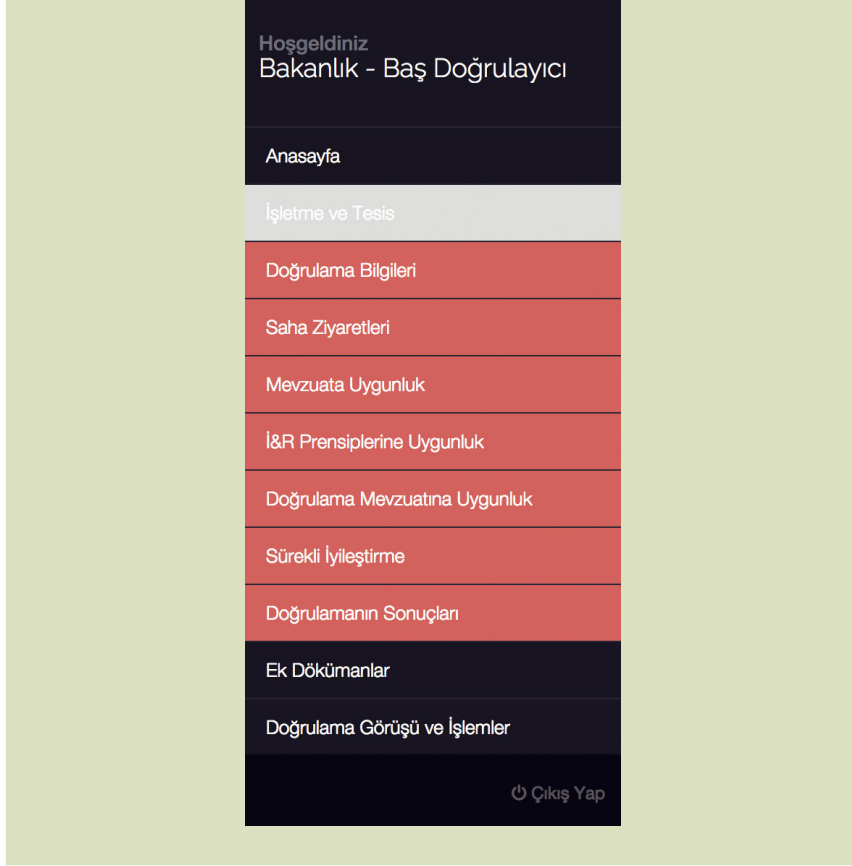 Hoşgeldiniz
Bakanlık - Baş Doğrulayıcı
Anasayfa
İşletme ve Tesis
Doğrulama Bilgileri
Saha Ziyaretleri
Mevzuata Uygunluk
İ&R Prensiplerine Uygunluk
Doğrulama Mevzuatına Uygunluk
Sürekli İyileştirme
Doğrulamanın Sonuçları
Ek Dökümanlar
Doğrulama Görüşü ve İşlemler
Çıkış Yap